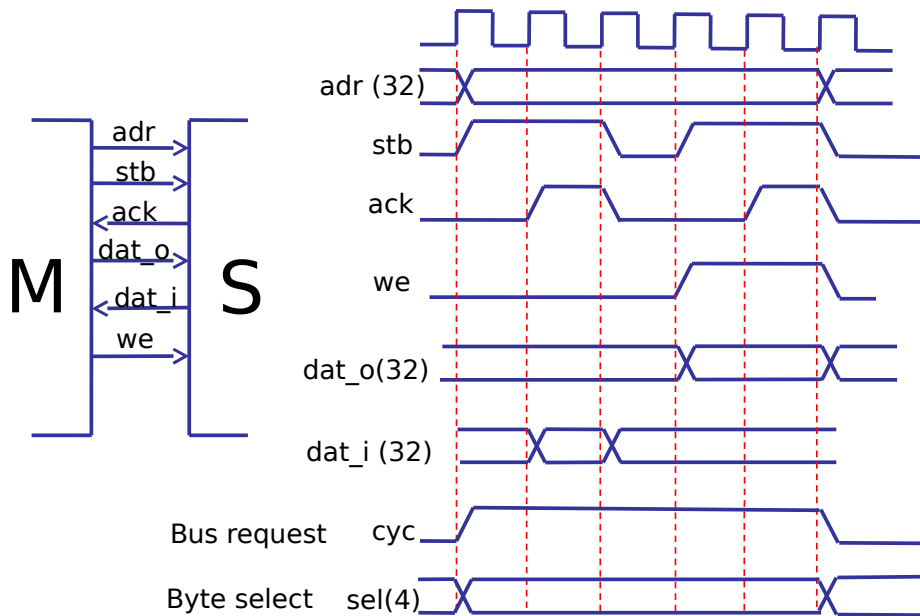 adr
stb
ack
dat_o
dat_i
we
M
S
adr (32)
stb
ack
we
dat_o(32)
dat_i (32)
Bus request cyc
Byte select sel(4)